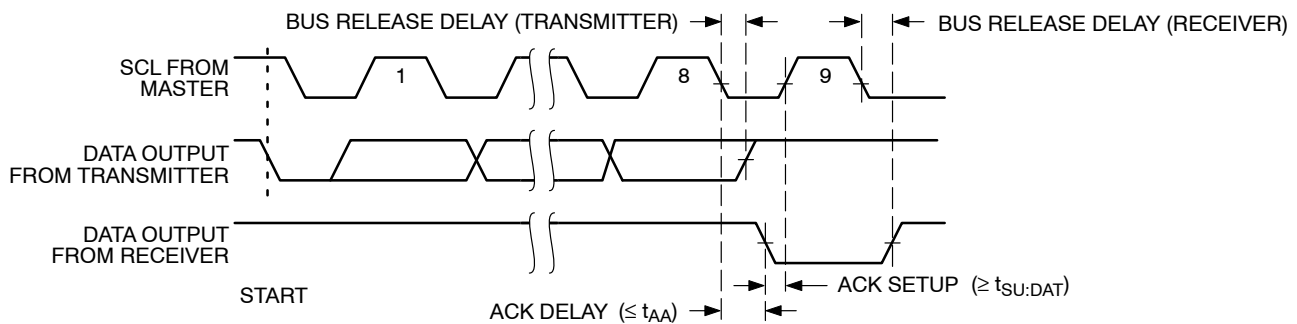 BUS RELEASE DELAY (TRANSMITTER)
BUS RELEASE DELAY (RECEIVER)
SCL FROM
MASTER
1
8
9
DATA OUTPUT
FROM TRANSMITTER
DATA OUTPUT
FROM RECEIVER
START
ACK SETUP (≥ tSU:DAT)
ACK DELAY (≤ tAA)